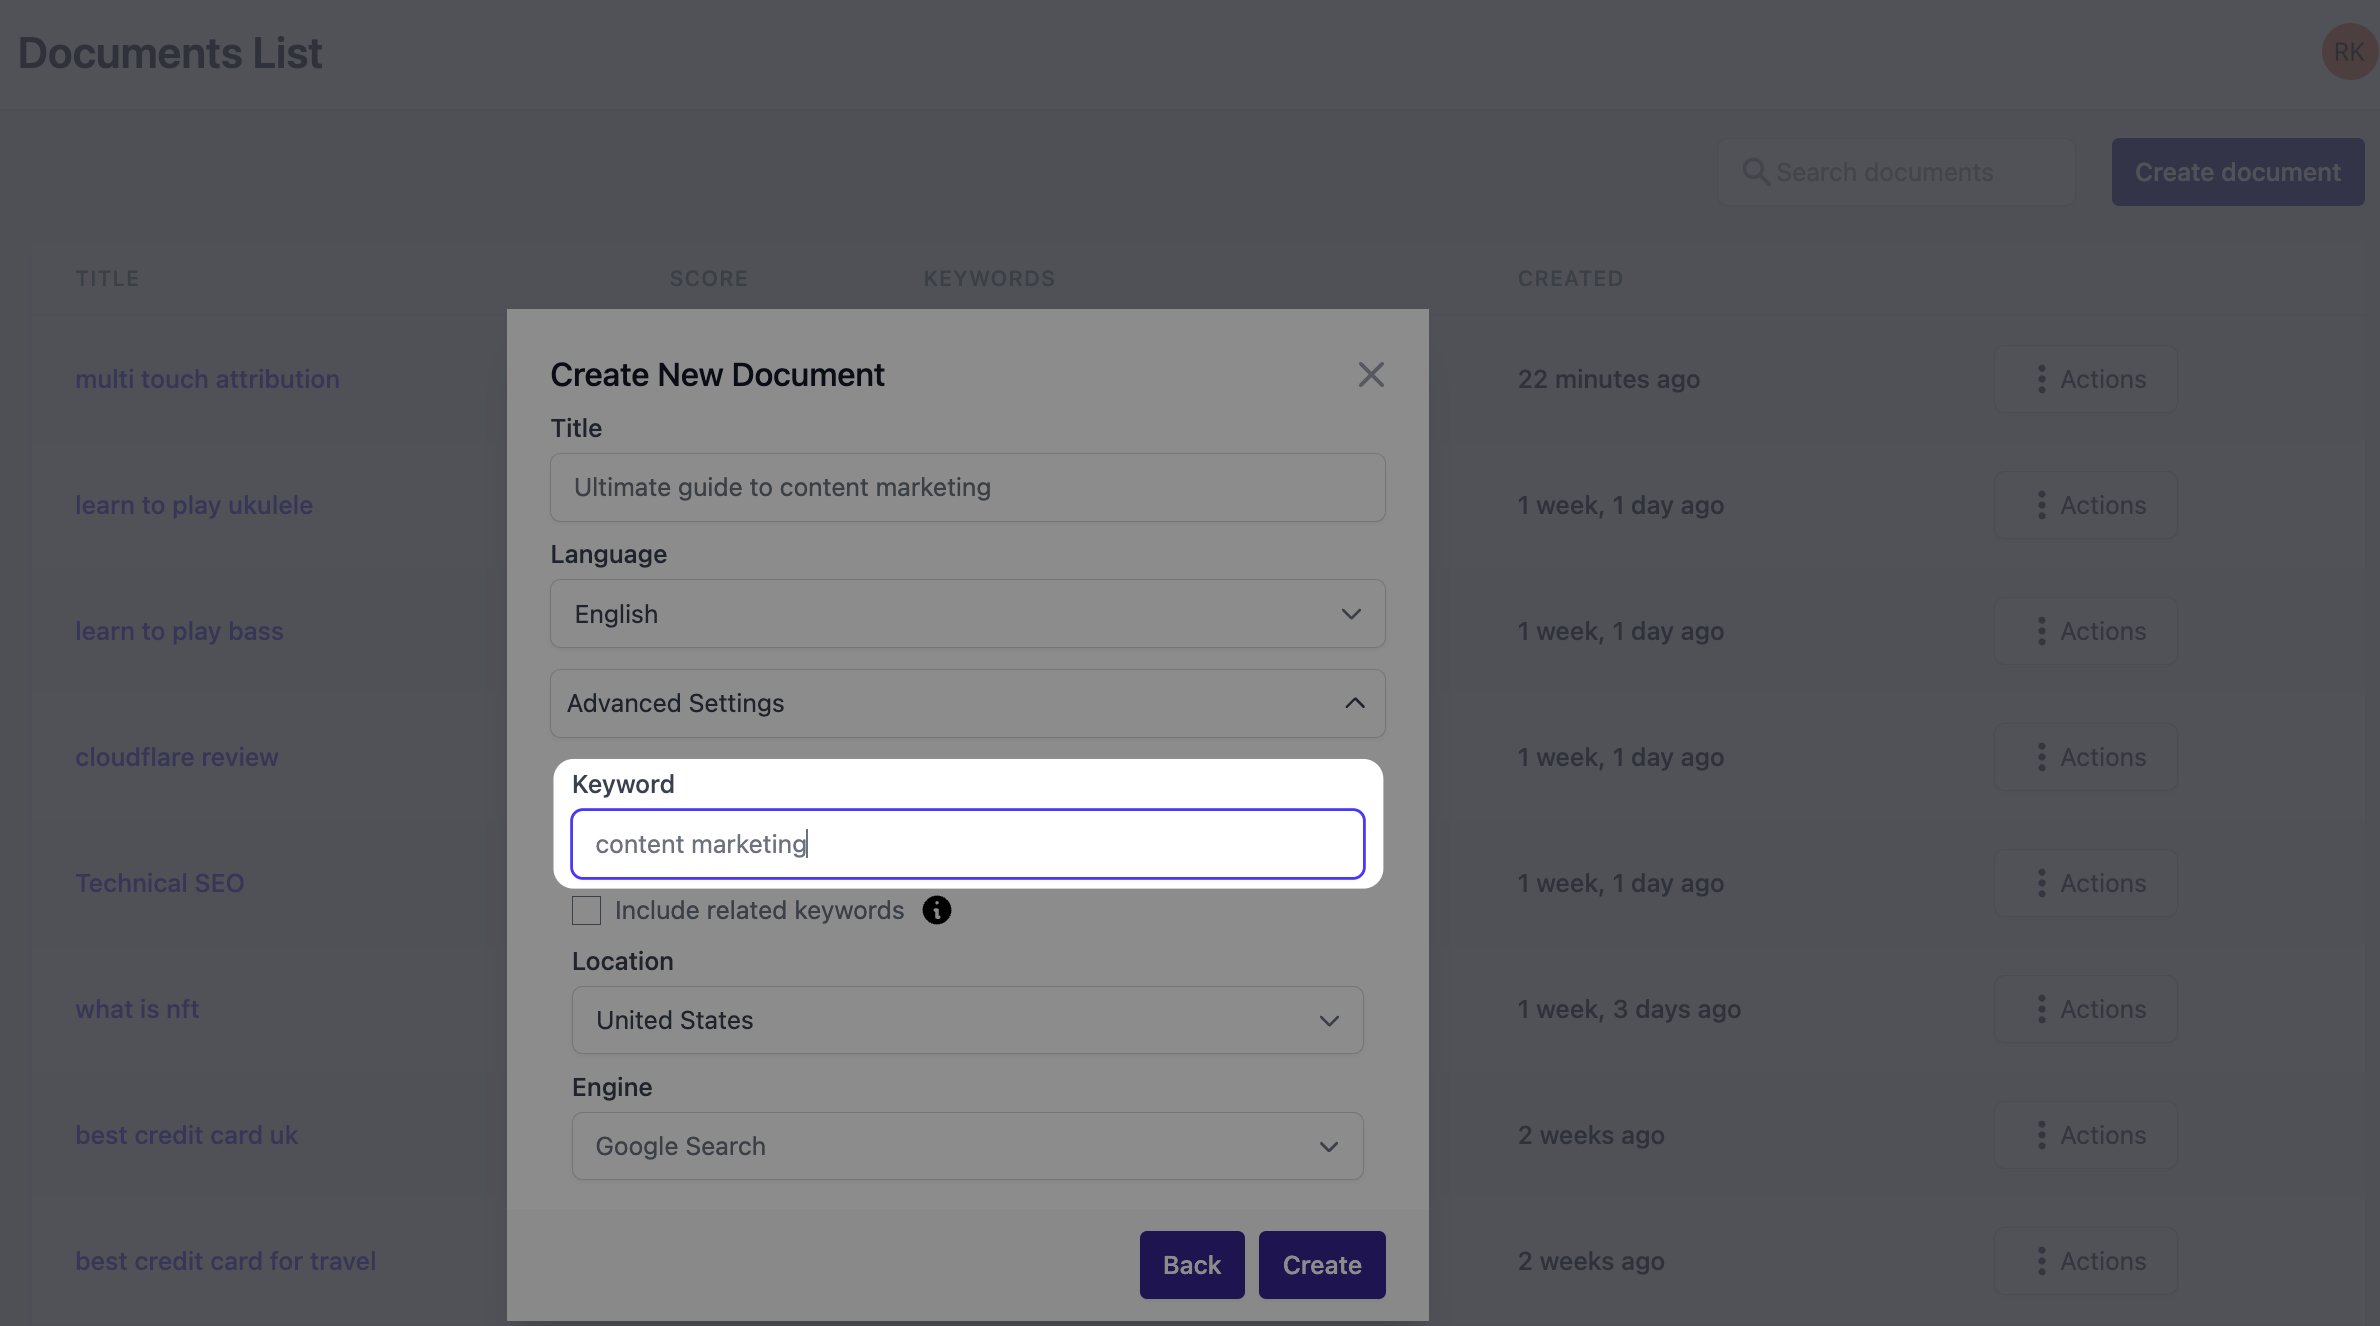 Documents List
RK
Search documents
Create document
TITLE SCORE KEYWORDS CREATED
multi touch attribution 22 minutes ago Actions
learn to play ukulele 1 week, 1 day ago Actions
learn to play bass 1 week, 1 day ago Actions
cloudflare review 1 week, 1 day ago Actions
Technical SEO 1 week, 1 day ago Actions
what is nft 1 week, 3 days ago Actions
best credit card uk 2 weeks ago Actions
best credit card for travel 2 weeks ago Actions
Create New Document
Title
Ultimate guide to content marketing
Language
English
Advanced Settings
Keyword
content marketing
Include related keywords
Location
United States
Engine
Google Search
Back Create